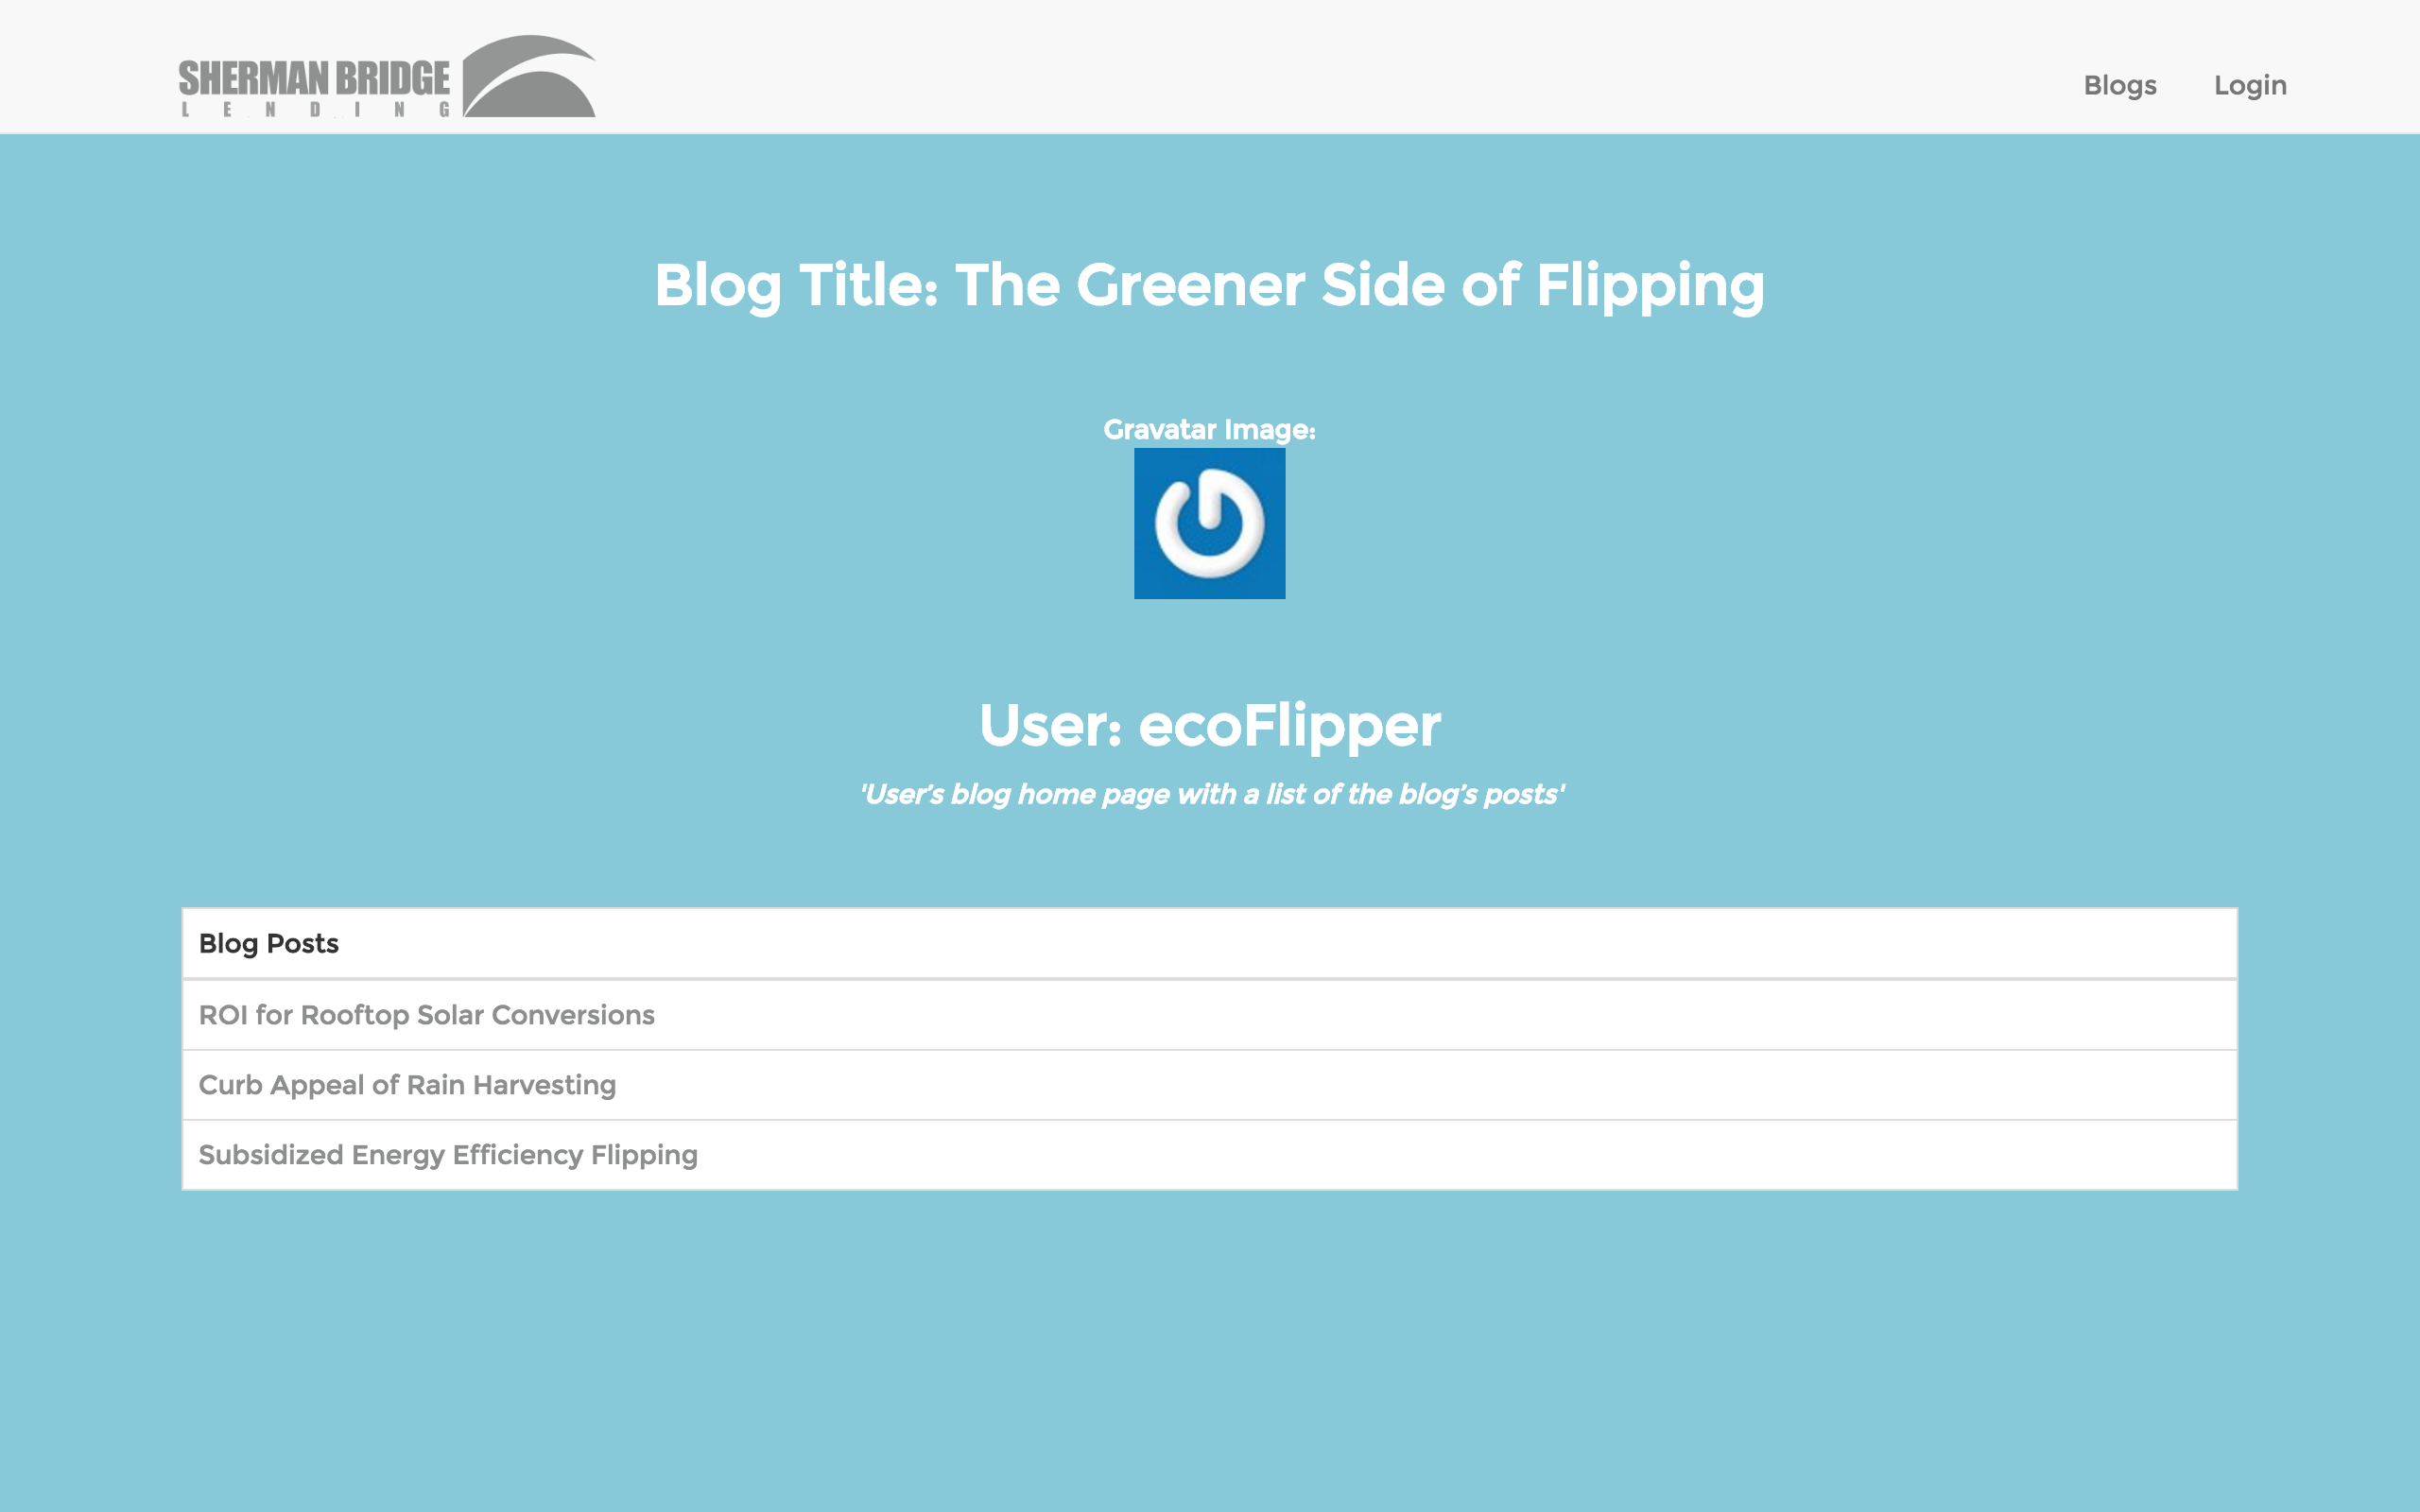 SHERMAN BRIDGE
LENDING
Blogs
Login
Blog Title: The Greener Side of Flipping
Gravatar Image:
User: ecoFlipper
'User’s blog home page with a list of the blog’s posts'
Blog Posts
ROI for Rooftop Solar Conversions
Curb Appeal of Rain Harvesting
Subsidized Energy Efficiency Flipping